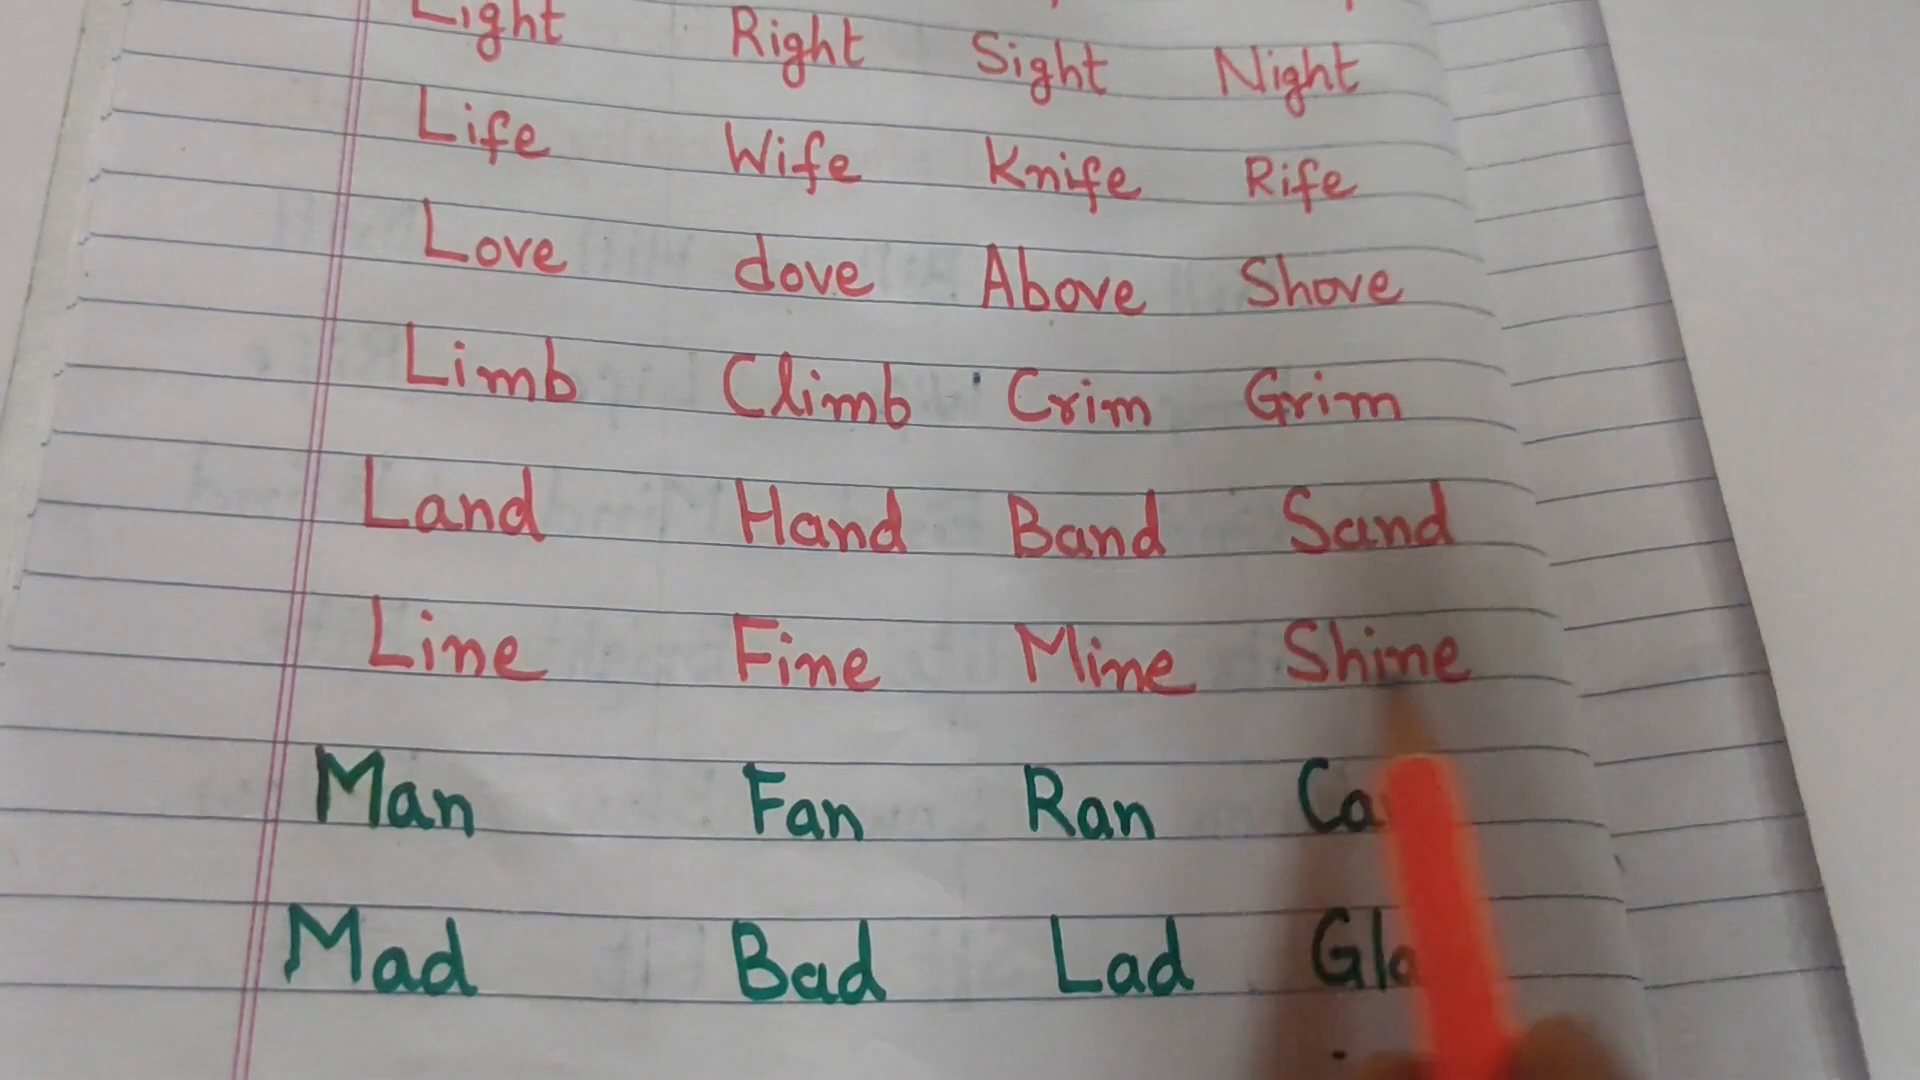 Light Right Sight Night
Life Wife Knife Rife
Love dove Above Shove
Limb Climb Crim Grim
Land Hand Band Sand
Line Fine Mine Shine
Man Fan Ran
Mad Bad Lad